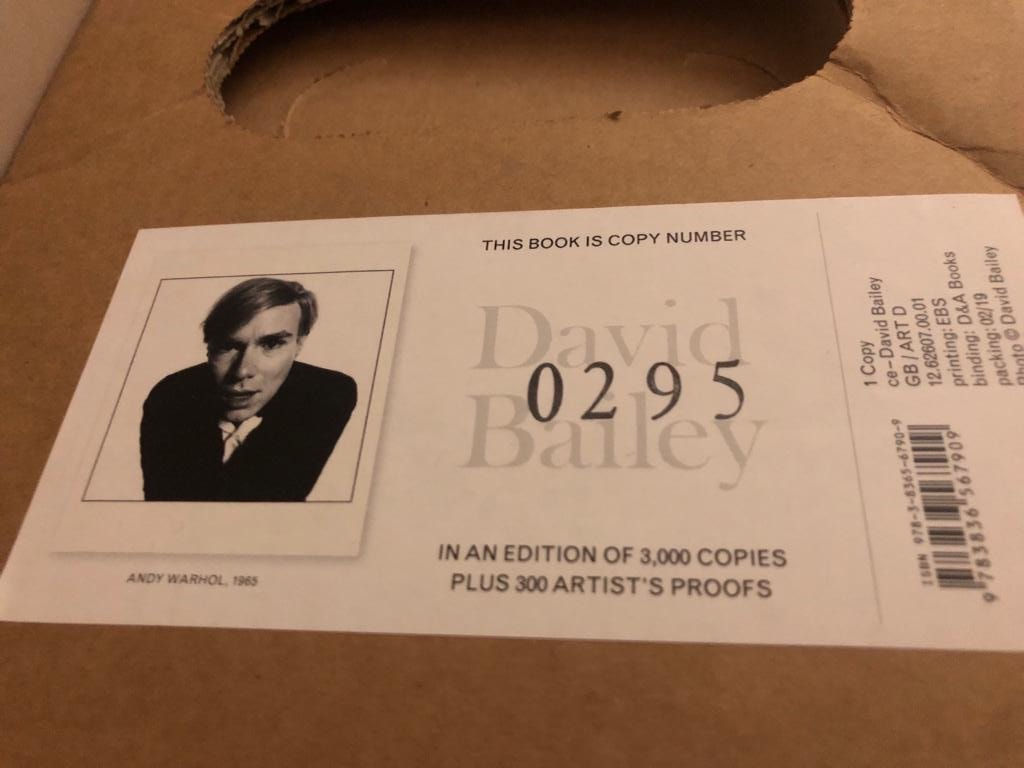 THIS BOOK IS COPY NUMBER
David
Bailey
0295
IN AN EDITION OF 3,000 COPIES
PLUS 300 ARTIST'S PROOFS
ANDY WARHOL, 1965
1 Copy
ce–David Bailey
GB / ART D
12.62607.00.01
printing: EBS
binding: D&A Books
packing: 02/19
Photo © David Bailey
ISBN 978-3-8365-6790-9
9 783836 567909